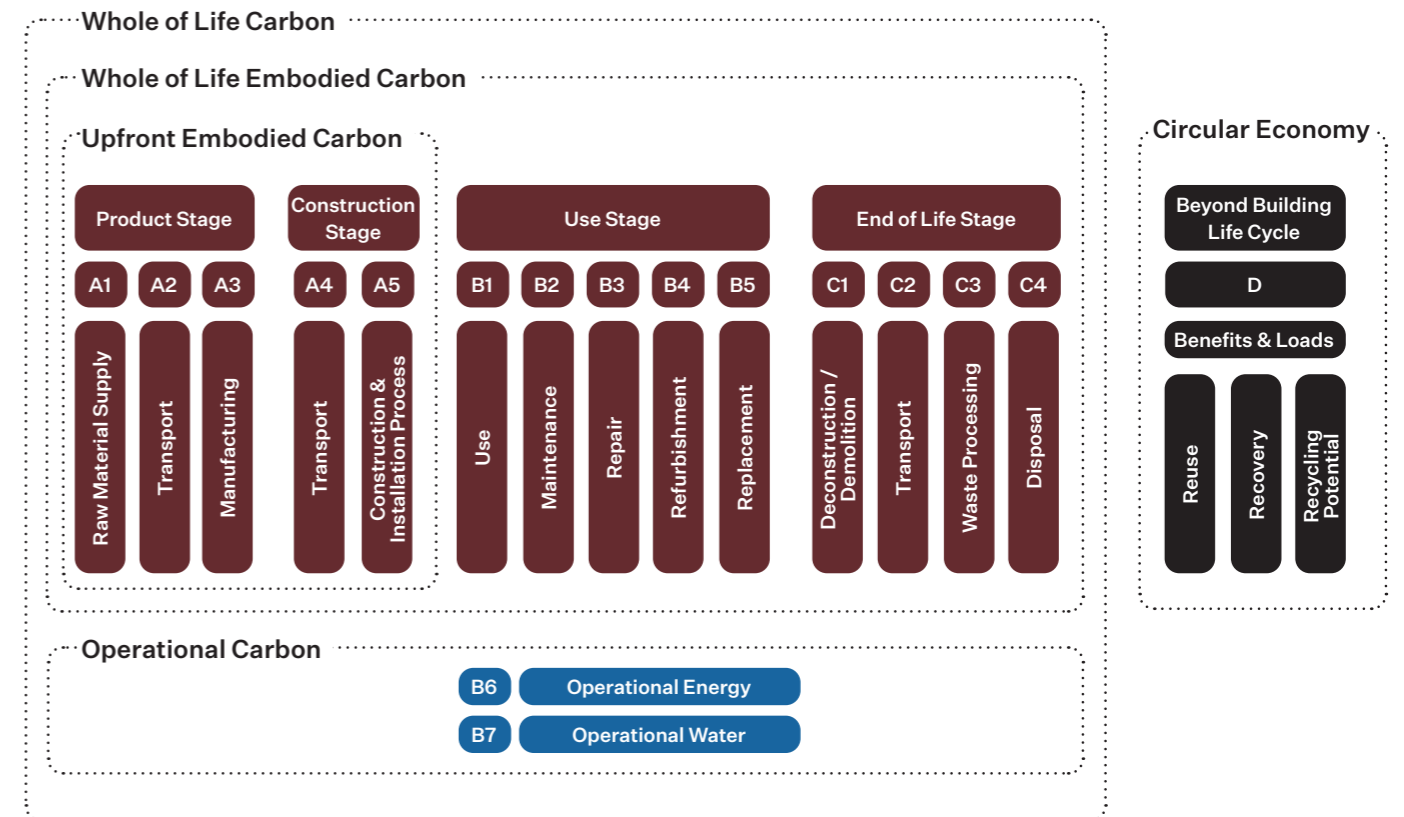 Whole of Life Carbon
Whole of Life Embodied Carbon
Upfront Embodied Carbon
Circular Economy
Product Stage
Construction
Stage
Use Stage
End of Life Stage
Beyond Building
Life Cycle
A1
A2
A3
A4
A5
B1
B2
B3
B4
B5
C1
C2
C3
C4
D
Benefits & Loads
Raw Material Supply
Transport
Manufacturing
Transport
Construction &
Installation Process
Use
Maintenance
Repair
Refurbishment
Replacement
Deconstruction /
Demolition
Transport
Waste Processing
Disposal
Reuse
Recovery
Recycling
Potential
Operational Carbon
B6
Operational Energy
B7
Operational Water